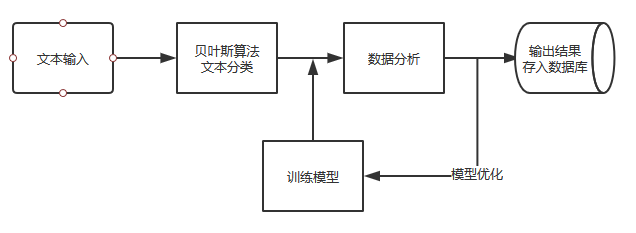 文本输入
贝叶斯算法
文本分类
数据分析
输出结果
存入数据库
训练模型
模型优化